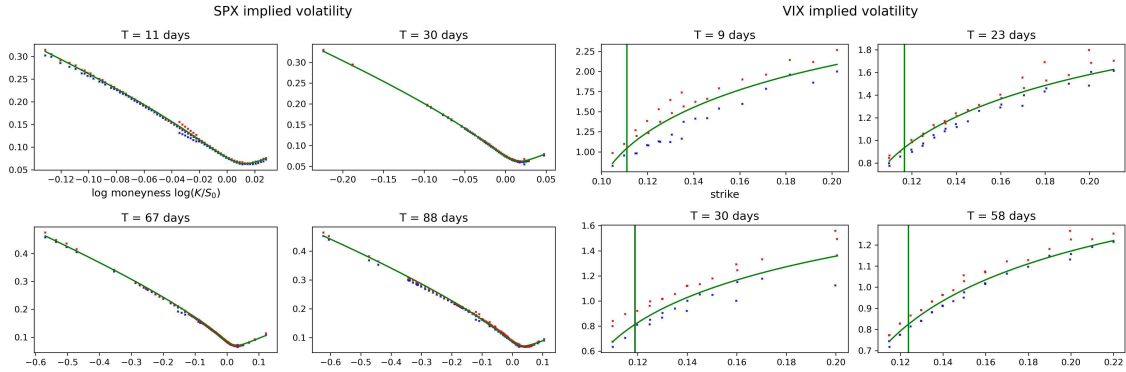 SPX implied volatility
VIX implied volatility
T = 11 days
0.30
0.25
0.20
0.15
0.10
0.05
−0.12 −0.10 −0.08 −0.06 −0.04 −0.02 0.00 0.02
log moneyness log(K/S₀)
T = 30 days
0.30
0.25
0.20
0.15
0.10
0.05
−0.20 −0.15 −0.10 −0.05 0.00 0.05
T = 9 days
2.25
2.00
1.75
1.50
1.25
1.00
0.10 0.12 0.14 0.16 0.18 0.20
strike
T = 23 days
1.8
1.6
1.4
1.2
1.0
0.8
0.12 0.14 0.16 0.18 0.20
T = 67 days
0.4
0.3
0.2
0.1
−0.6 −0.5 −0.4 −0.3 −0.2 −0.1 0.0 0.1
T = 88 days
0.4
0.3
0.2
0.1
−0.6 −0.5 −0.4 −0.3 −0.2 −0.1 0.0 0.1
T = 30 days
1.6
1.4
1.2
1.0
0.8
0.6
0.12 0.14 0.16 0.18 0.20
T = 58 days
1.2
1.1
1.0
0.9
0.8
0.7
0.12 0.14 0.16 0.18 0.20 0.22